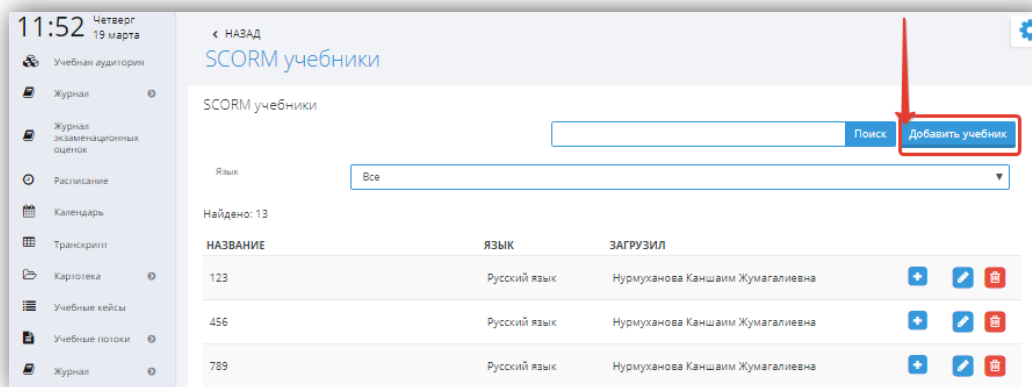 11:52 Четверг
19 марта
Учебная аудитория
Журнал
Журнал
экзаменационных
оценок
Расписание
Календарь
Транскрипт
Картотека
Учебные кейсы
Учебные потоки
Журнал
НАЗАД
SCORM учебники
SCORM учебники
Поиск Добавить учебник
Язык Все
Найдено: 13
НАЗВАНИЕ ЯЗЫК ЗАГРУЗИЛ
123 Русский язык Нурмуханова Каншаим Жумагалиевна
456 Русский язык Нурмуханова Каншаим Жумагалиевна
789 Русский язык Нурмуханова Каншаим Жумагалиевна